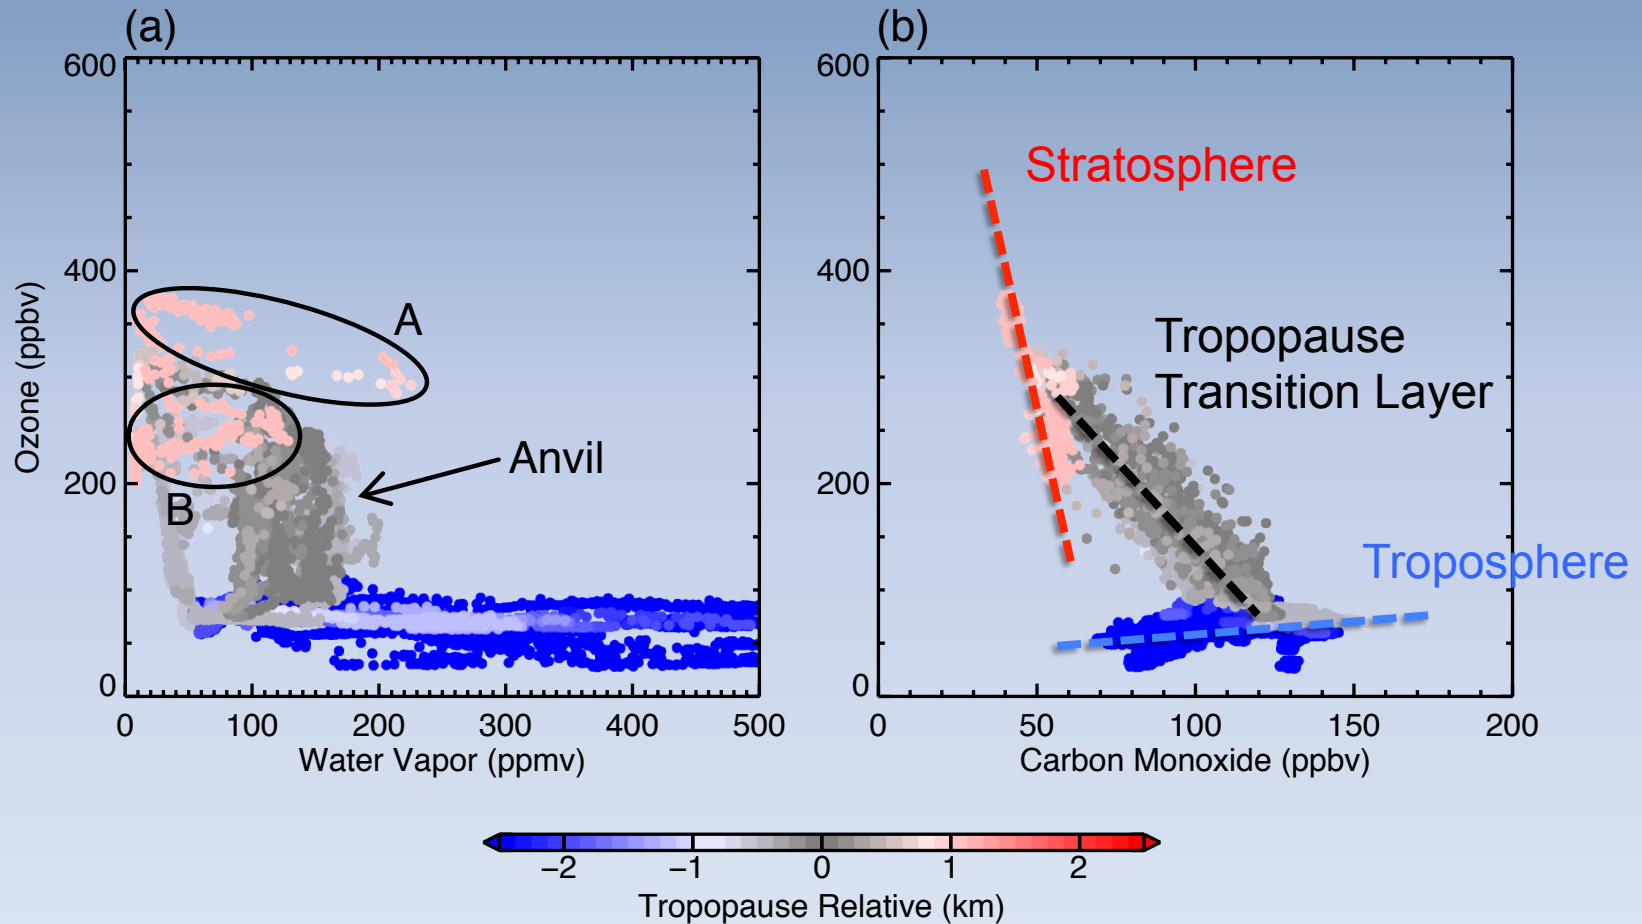 (a)
600
400
200
0
Ozone (ppbv)
A
B
Anvil
0 100 200 300 400 500
Water Vapor (ppmv)
(b)
600
400
200
0
Stratosphere
Tropopause
Transition Layer
Troposphere
0 50 100 150 200
Carbon Monoxide (ppbv)
−2 −1 0 1 2
Tropopause Relative (km)